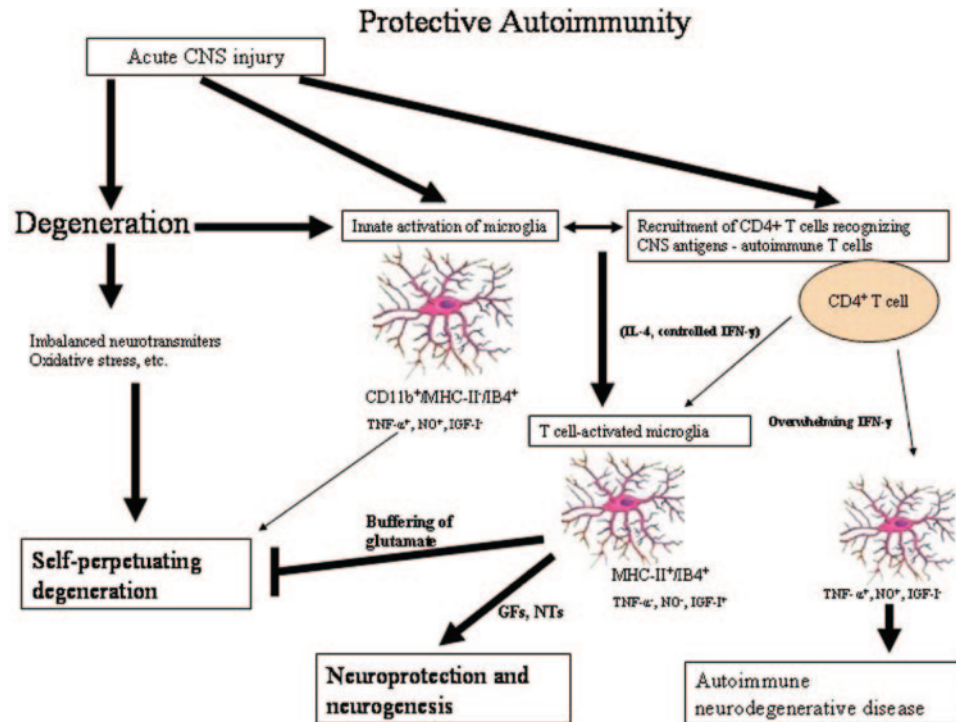 Protective Autoimmunity
Acute CNS injury
Degeneration
Innate activation of microglia
Recruitment of CD4+ T cells recognizing
CNS antigens - autoimmune T cells
CD4⁺ T cell
Imbalanced neurotransmiters
Oxidative stress, etc.
(IL-4, controlled IFN-γ)
CD11b⁺/MHC-II⁻/IB4⁺
TNF-α⁺, NO⁺, IGF-I⁻
T cell-activated microglia
Overwhelming IFN-γ
Buffering of
glutamate
Self-perpetuating
degeneration
MHC-II⁺/IB4⁺
TNF-α⁻, NO⁻, IGF-I⁺
TNF-α⁺, NO⁺, IGF-I⁻
GFs, NTs
Neuroprotection and
neurogenesis
Autoimmune
neurodegenerative disease